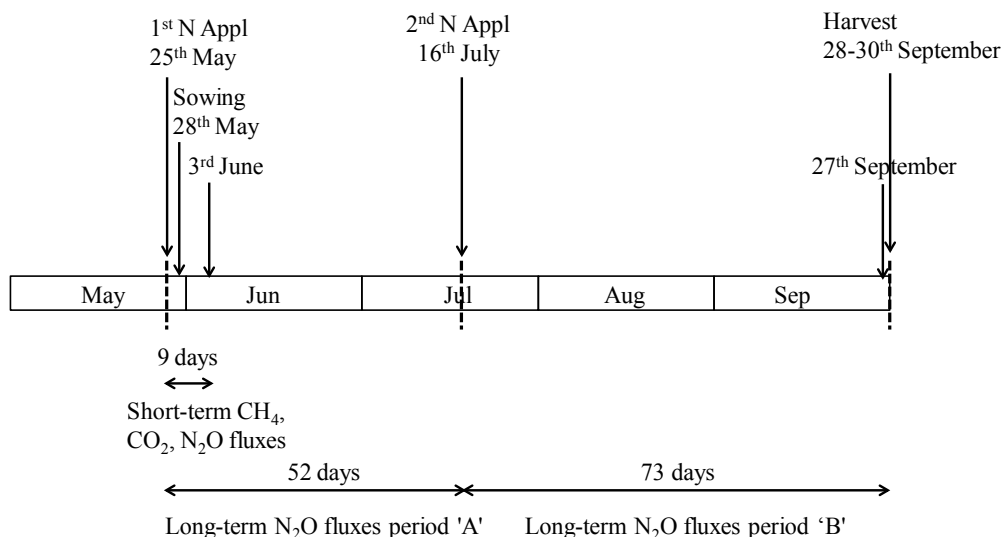 1st N Appl
25th May
2nd N Appl
16th July
Harvest
28-30th September
Sowing
28th May
3rd June
27th September
May
Jun
Jul
Aug
Sep
9 days
Short-term CH₄,
CO₂, N₂O fluxes
52 days
73 days
Long-term N₂O fluxes period 'A'
Long-term N₂O fluxes period ‘B'